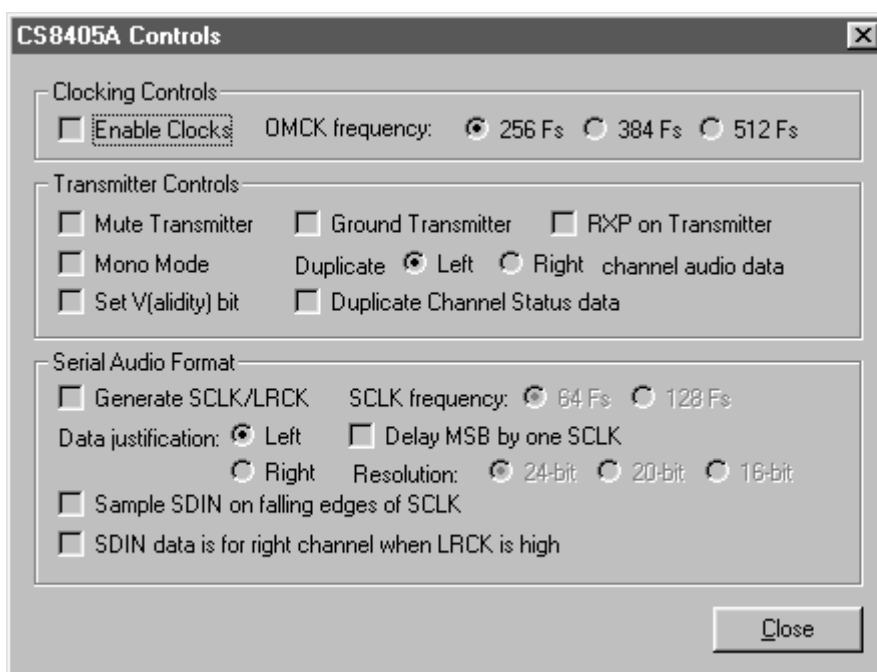 CS8405A Controls
Clocking Controls
Enable Clocks OMCK frequency: 256 Fs 384 Fs 512 Fs
Transmitter Controls
Mute Transmitter Ground Transmitter RXP on Transmitter
Mono Mode Duplicate Left Right channel audio data
Set V(alidity) bit Duplicate Channel Status data
Serial Audio Format
Generate SCLK/LRCK SCLK frequency: 64 Fs 128 Fs
Data justification: Left Delay MSB by one SCLK
Right Resolution: 24-bit 20-bit 16-bit
Sample SDIN on falling edges of SCLK
SDIN data is for right channel when LRCK is high
Close